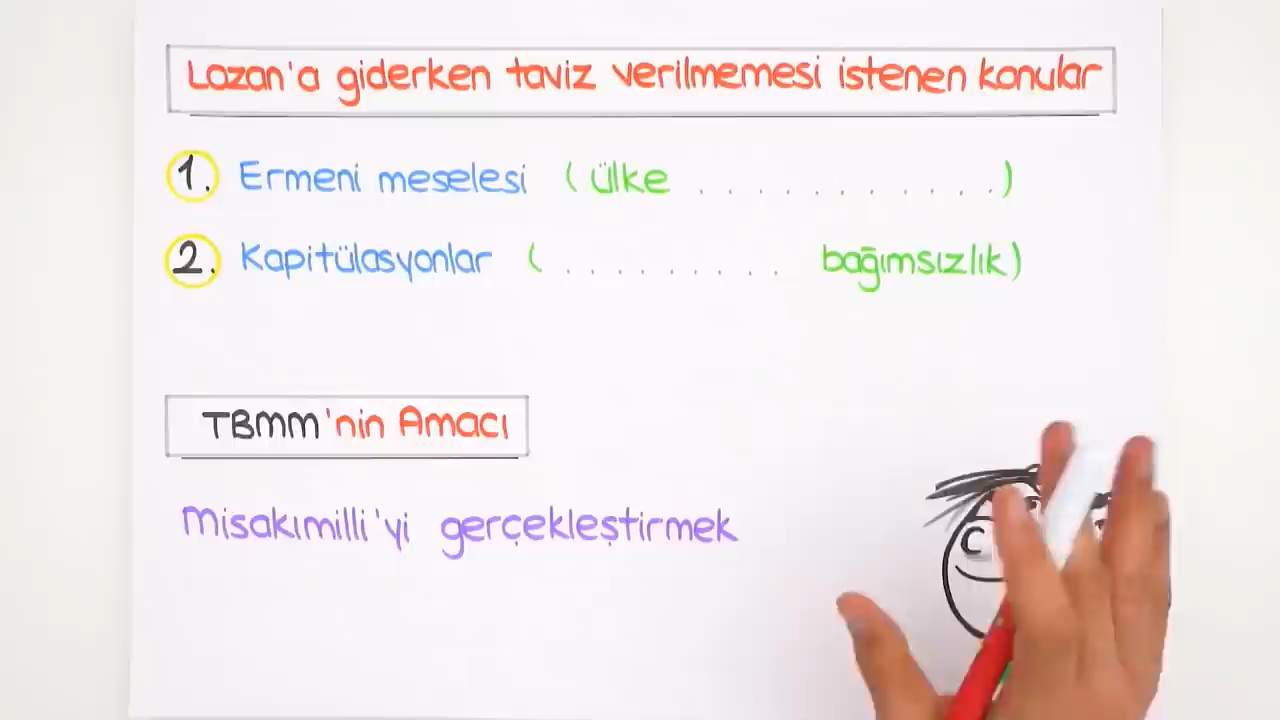 Lozan'a giderken taviz verilmemesi istenen konular
1. Ermeni meselesi (ülke ...........)
2. Kapitülasyonlar (......... bağımsızlık)
TBMM'nin Amacı
Misakımilli'yi gerçekleştirmek